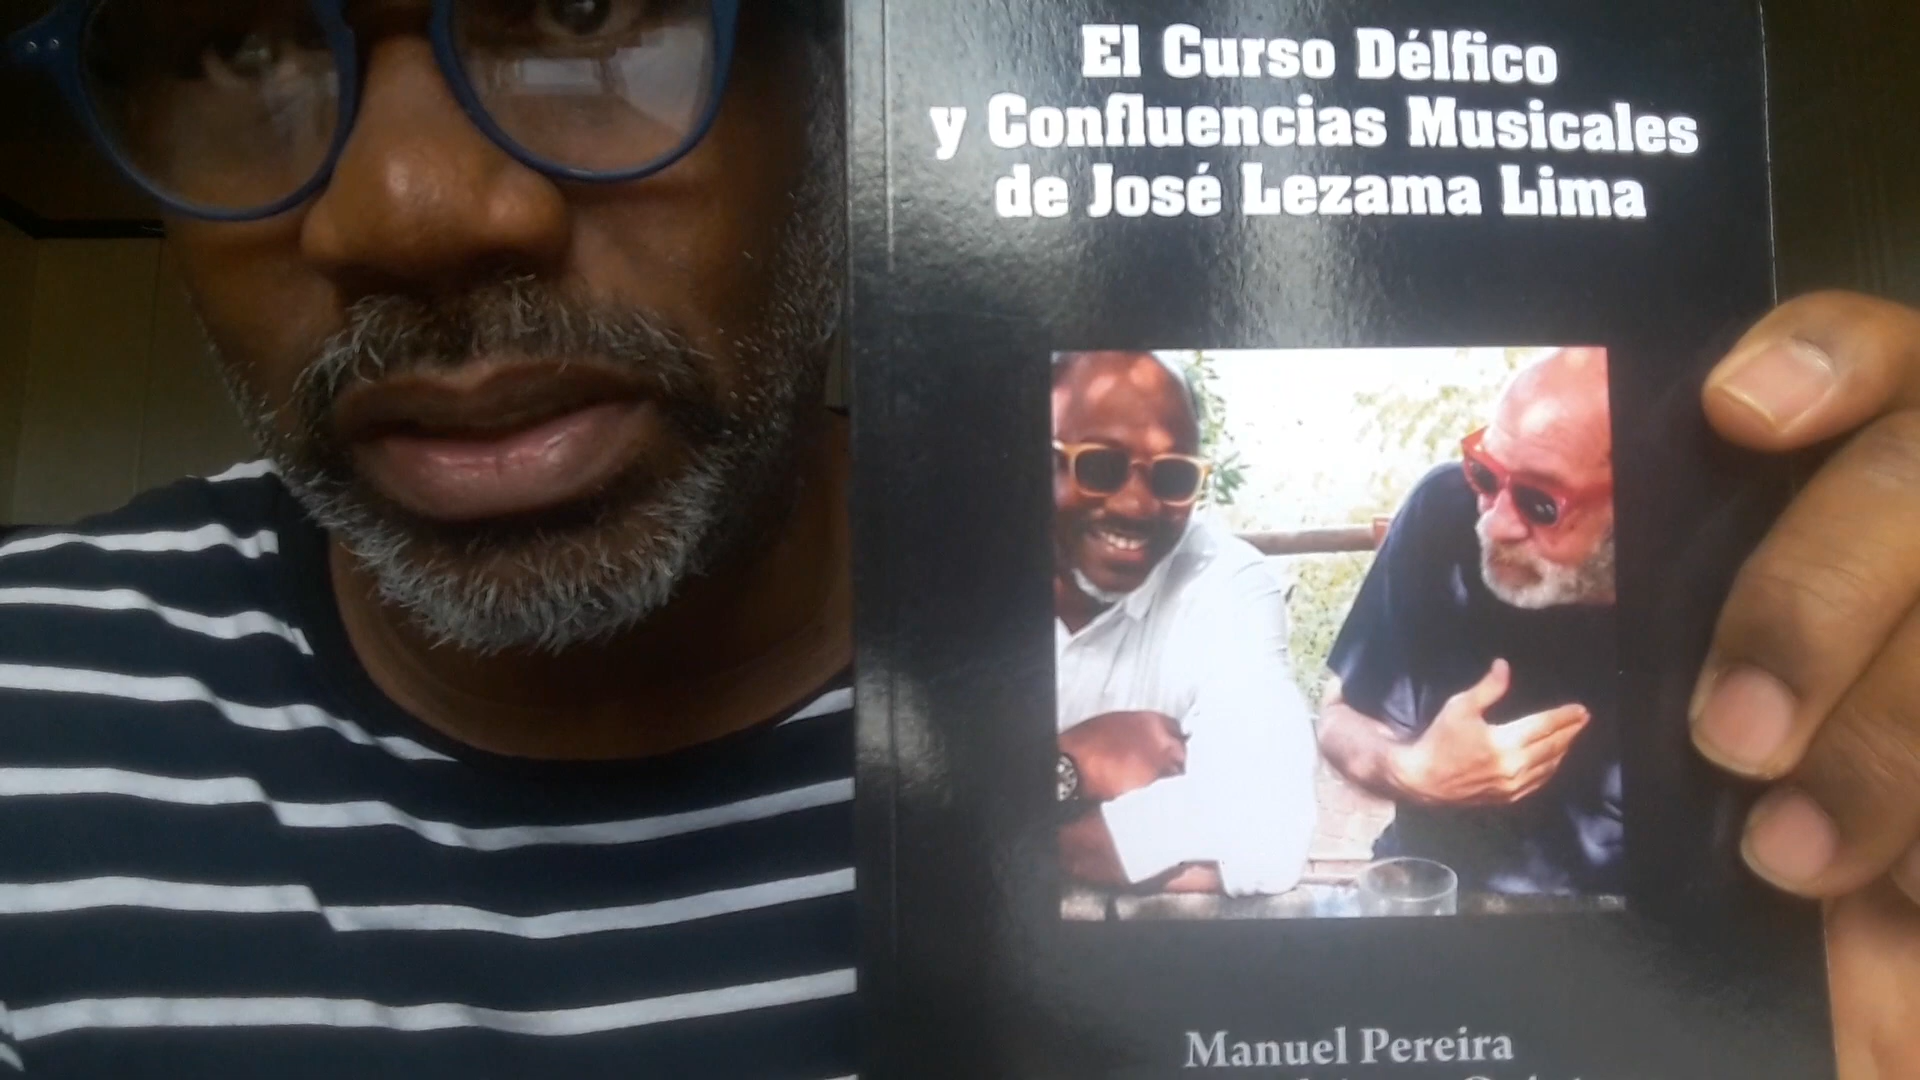 El Curso Délfico
y Confluencias Musicales
de José Lezama Lima
Manuel Pereira